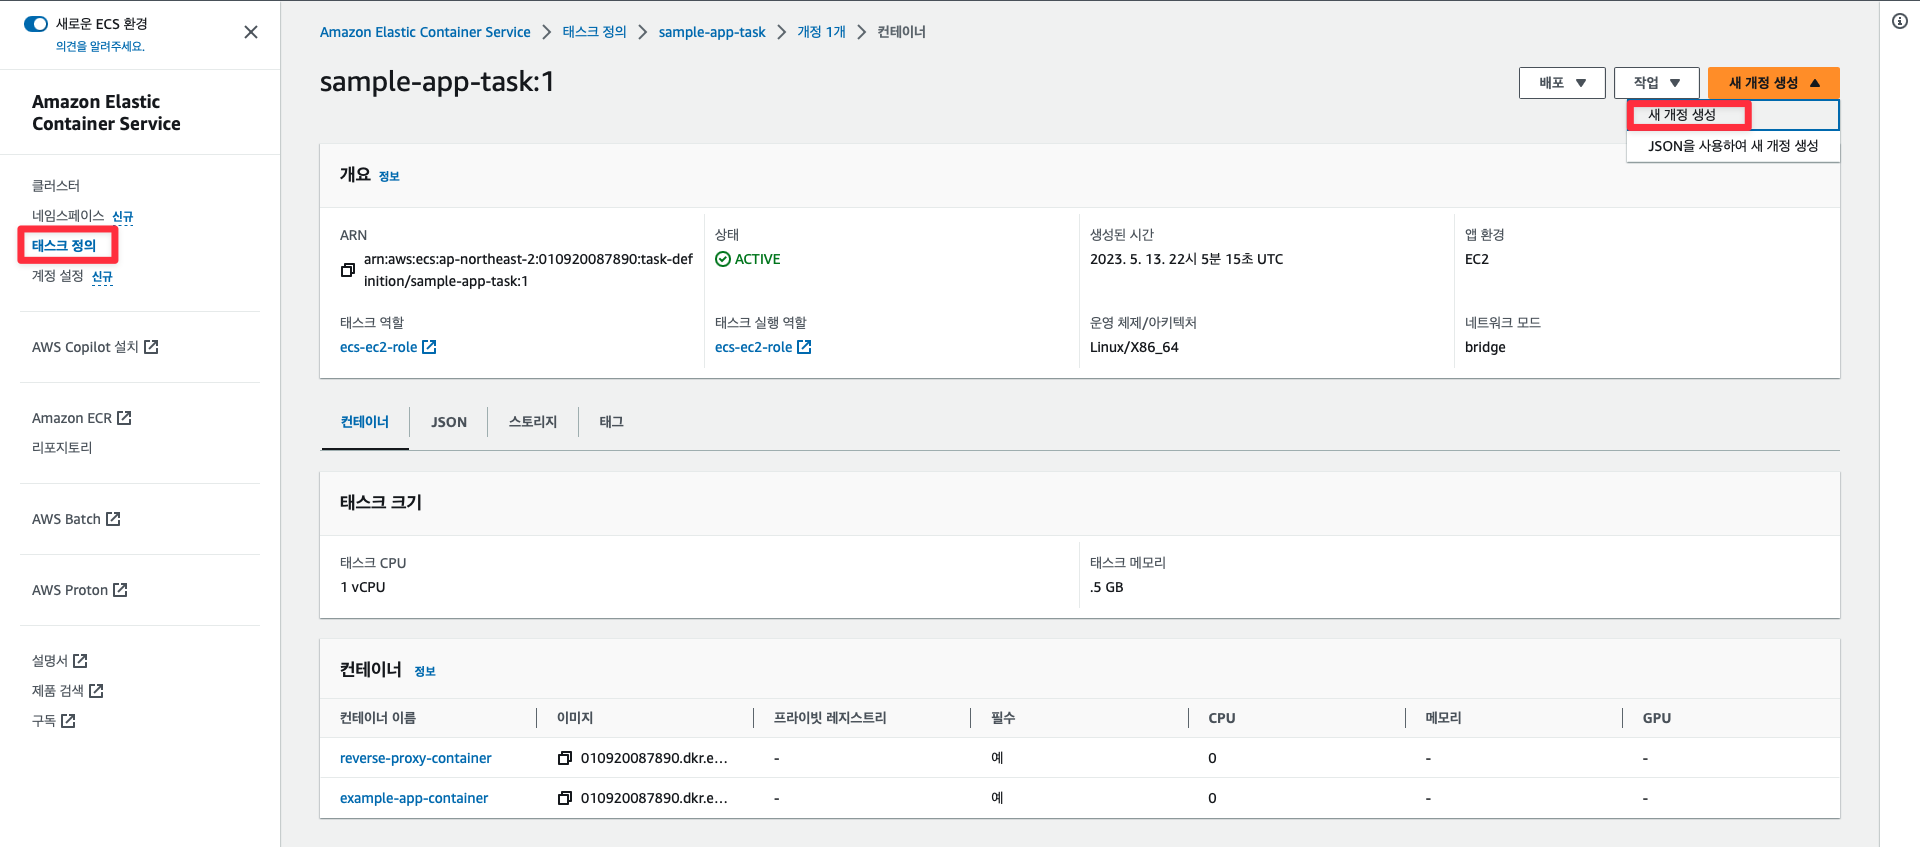 새로운 ECS 환경
의견을 알려주세요.
Amazon Elastic
Container Service
클러스터
네임스페이스 신규
태스크 정의
계정 설정 신규
AWS Copilot 설치
Amazon ECR
리포지토리
AWS Batch
AWS Proton
설명서
제품 검색
구독
Amazon Elastic Container Service 태스크 정의 sample-app-task 개정 1개 컨테이너
sample-app-task:1
배포 작업 새 개정 생성
새 개정 생성
JSON을 사용하여 새 개정 생성
개요 정보
ARN 상태 생성된 시간 앱 환경
arn:aws:ecs:ap-northeast-2:010920087890:task-def ACTIVE 2023. 5. 13. 22시 5분 15초 UTC EC2
inition/sample-app-task:1
태스크 역할 태스크 실행 역할 운영 체제/아키텍처 네트워크 모드
ecs-ec2-role ecs-ec2-role Linux/X86_64 bridge
컨테이너 JSON 스토리지 태그
태스크 크기
태스크 CPU 태스크 메모리
1 vCPU .5 GB
컨테이너 정보
컨테이너 이름 이미지 프라이빗 레지스트리 필수 CPU 메모리 GPU
reverse-proxy-container 010920087890.dkr.e... - 예 0 - -
example-app-container 010920087890.dkr.e... - 예 0 - -